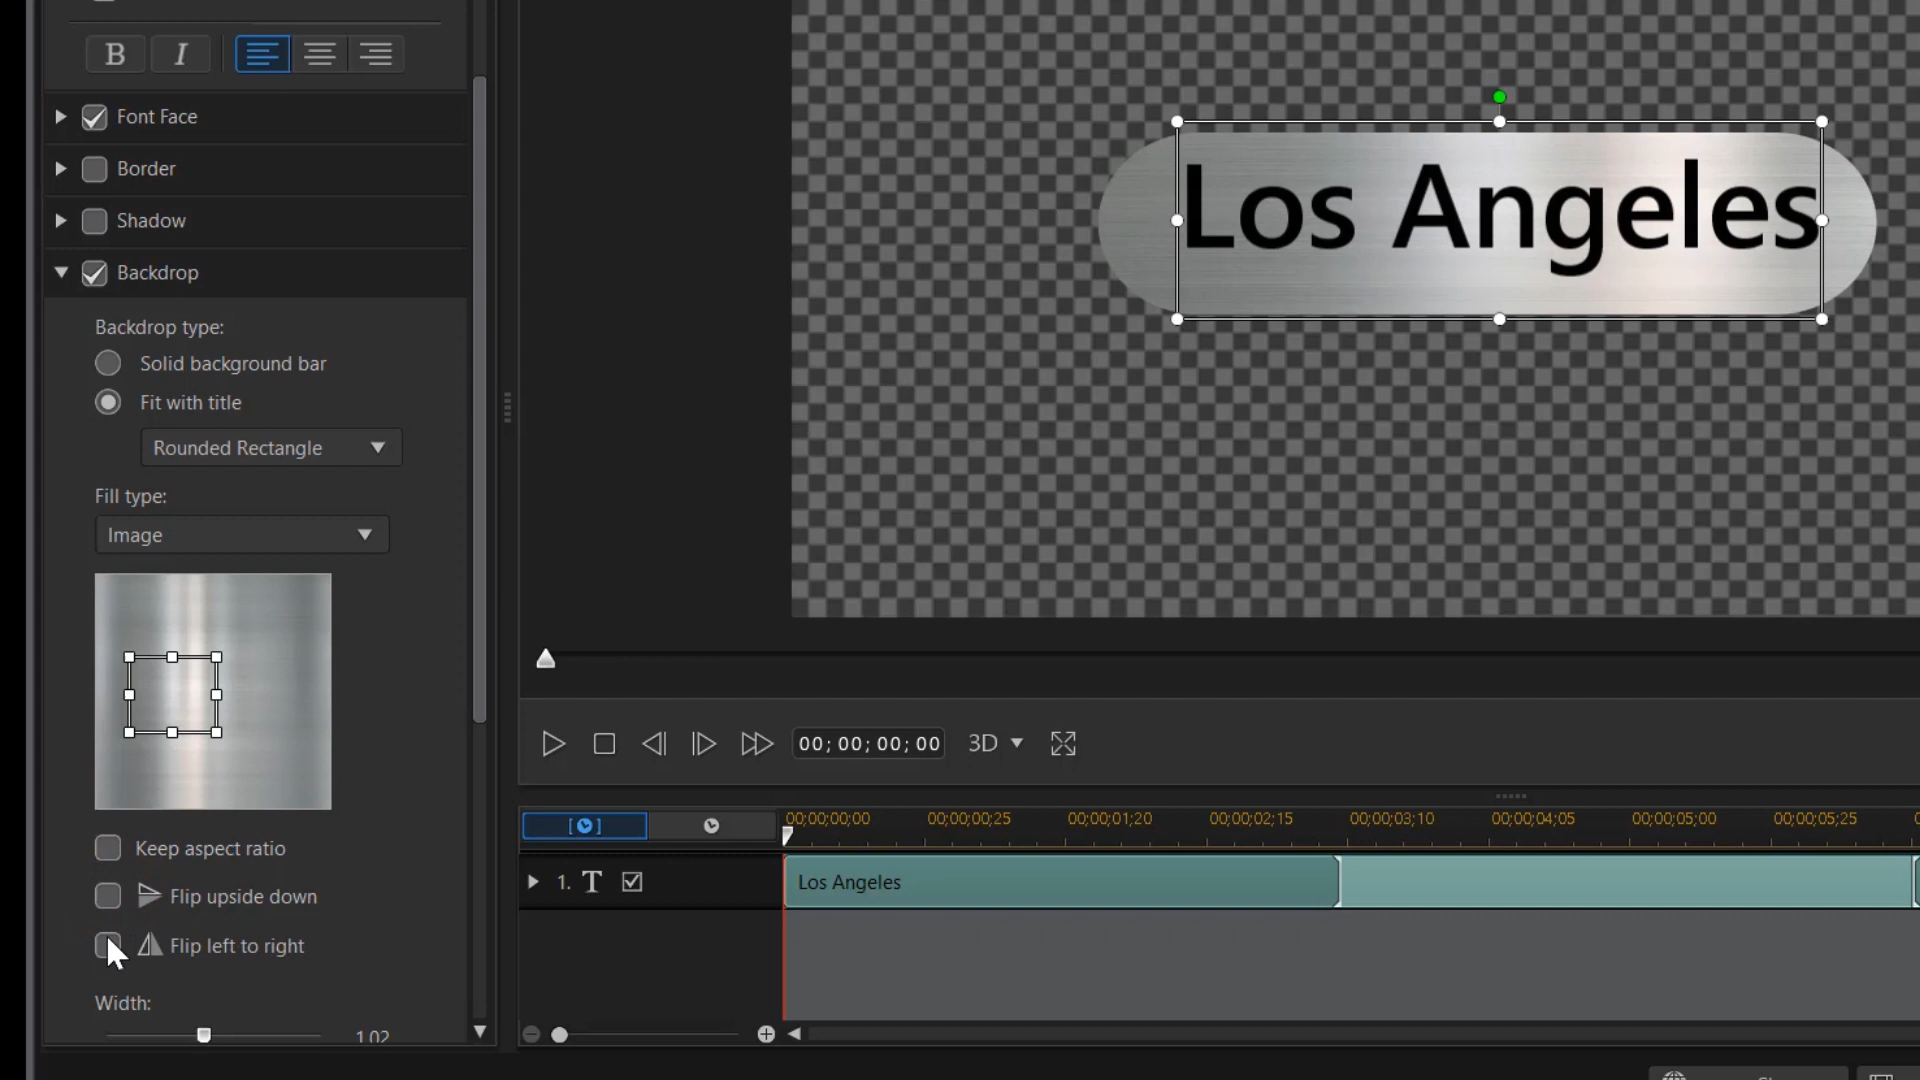 B I
Font Face
Border
Shadow
Backdrop
Backdrop type:
Solid background bar
Fit with title
Rounded Rectangle
Fill type:
Image
Keep aspect ratio
Flip upside down
Flip left to right
Width:
1.02
Los Angeles
00; 00; 00; 00 3D
00;00;00;00 00;00;00;25 00;00;01;20 00;00;02;15 00;00;03;10 00;00;04;05 00;00;05;00 00;00;05;25
1. T Los Angeles